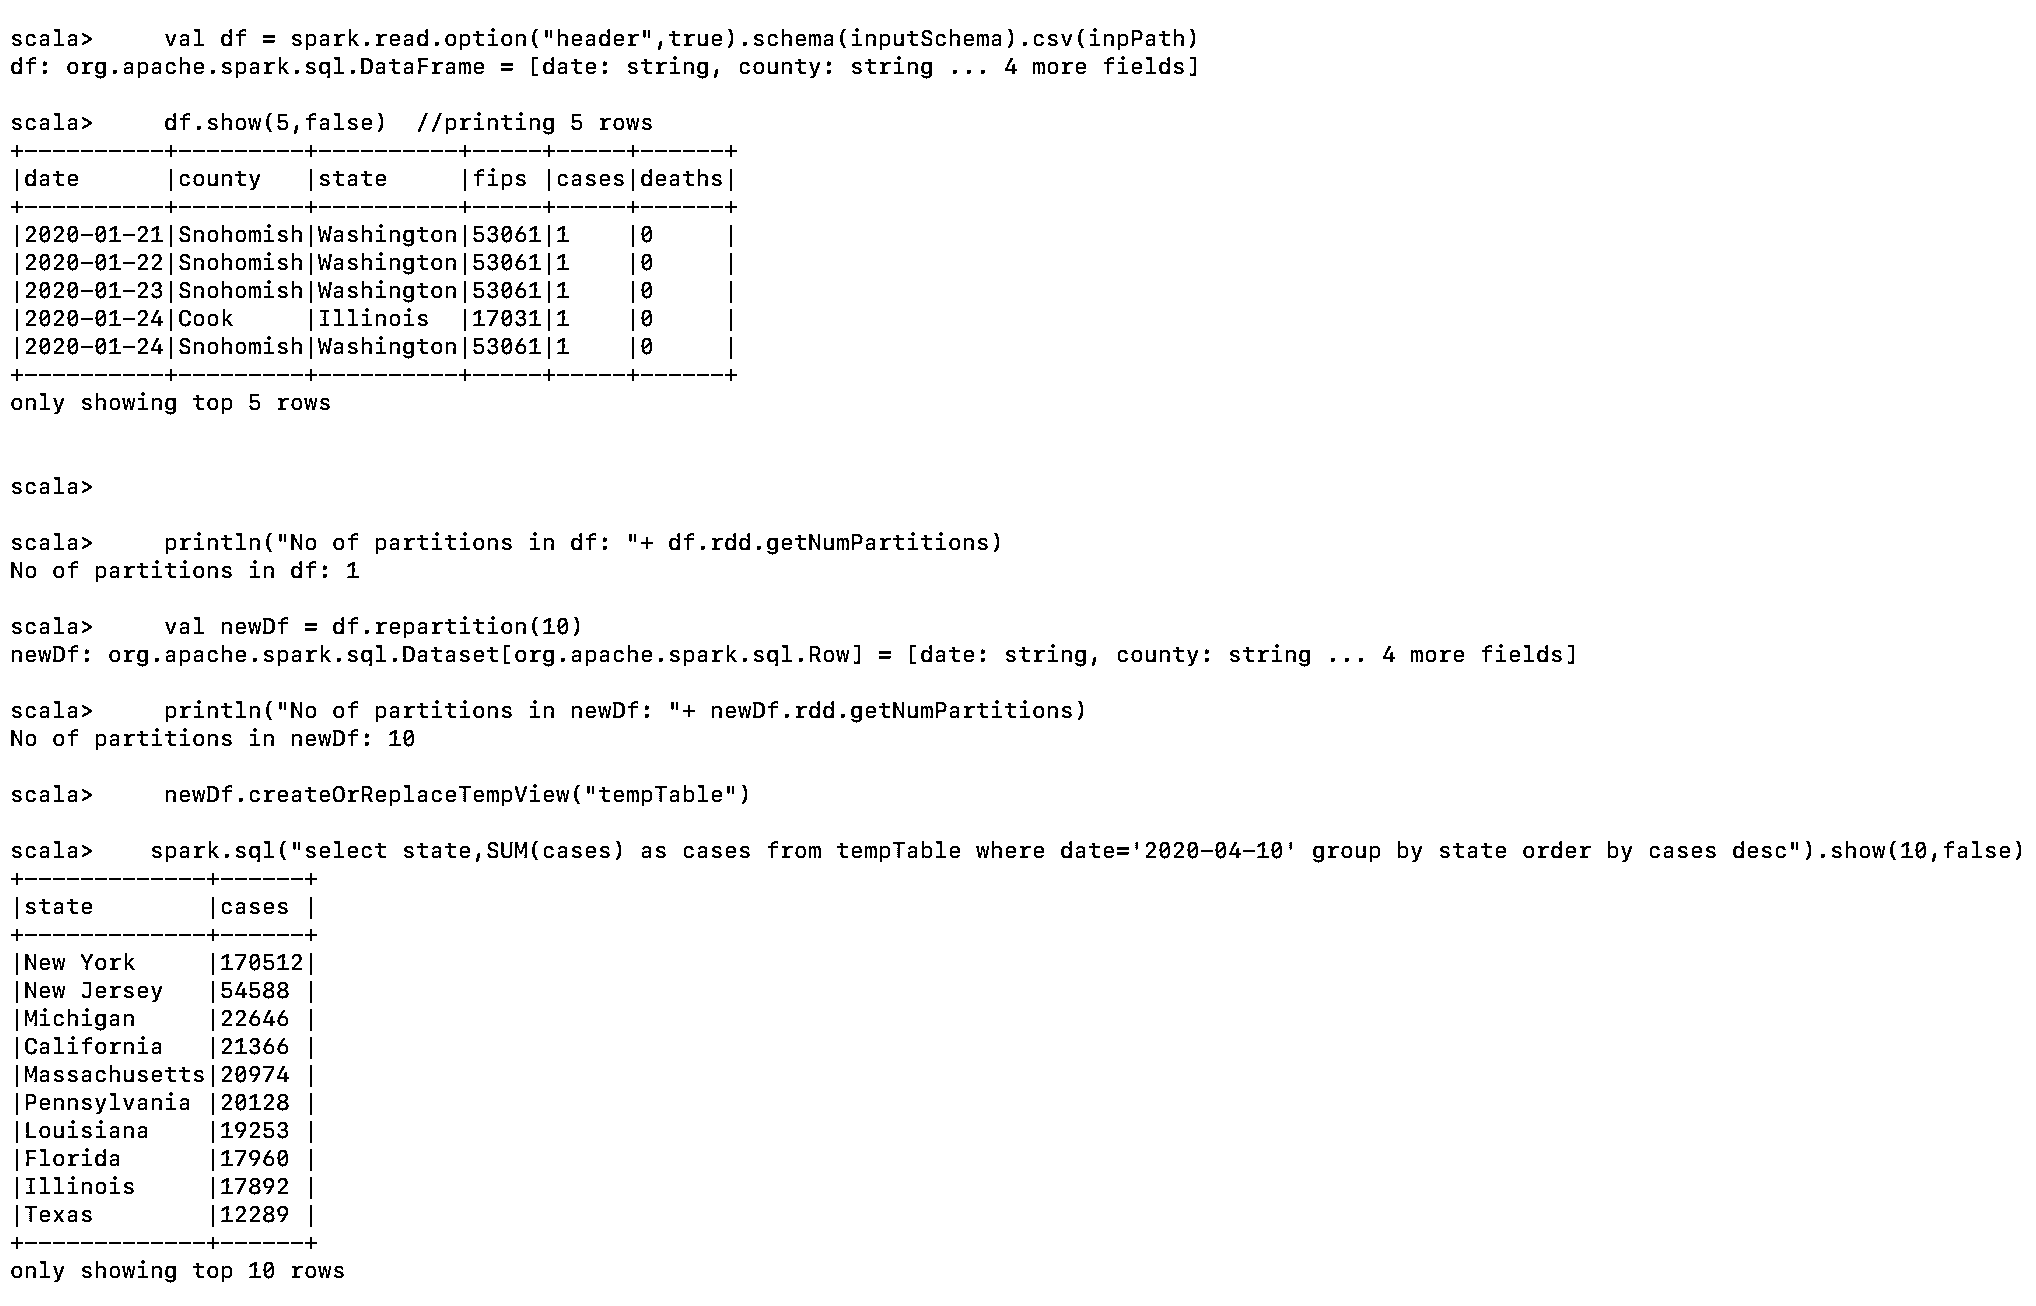 scala>     val df = spark.read.option("header",true).schema(inputSchema).csv(inpPath)
df: org.apache.spark.sql.DataFrame = [date: string, county: string ... 4 more fields]
scala>     df.show(5,false)  //printing 5 rows
+----------+---------+----------+-----+-----+------+
|date      |county   |state     |fips |cases|deaths|
+----------+---------+----------+-----+-----+------+
|2020-01-21|Snohomish|Washington|53061|1    |0     |
|2020-01-22|Snohomish|Washington|53061|1    |0     |
|2020-01-23|Snohomish|Washington|53061|1    |0     |
|2020-01-24|Cook     |Illinois  |17031|1    |0     |
|2020-01-24|Snohomish|Washington|53061|1    |0     |
+----------+---------+----------+-----+-----+------+
only showing top 5 rows
scala>
scala>     println("No of partitions in df: "+ df.rdd.getNumPartitions)
No of partitions in df: 1
scala>     val newDf = df.repartition(10)
newDf: org.apache.spark.sql.Dataset[org.apache.spark.sql.Row] = [date: string, county: string ... 4 more fields]
scala>     println("No of partitions in newDf: "+ newDf.rdd.getNumPartitions)
No of partitions in newDf: 10
scala>     newDf.createOrReplaceTempView("tempTable")
scala>    spark.sql("select state,SUM(cases) as cases from tempTable where date='2020-04-10' group by state order by cases desc").show(10,false)
+-------------+------+
|state        |cases |
+-------------+------+
|New York     |170512|
|New Jersey   |54588 |
|Michigan     |22646 |
|California   |21366 |
|Massachusetts|20974 |
|Pennsylvania |20128 |
|Louisiana    |19253 |
|Florida      |17960 |
|Illinois     |17892 |
|Texas        |12289 |
+-------------+------+
only showing top 10 rows